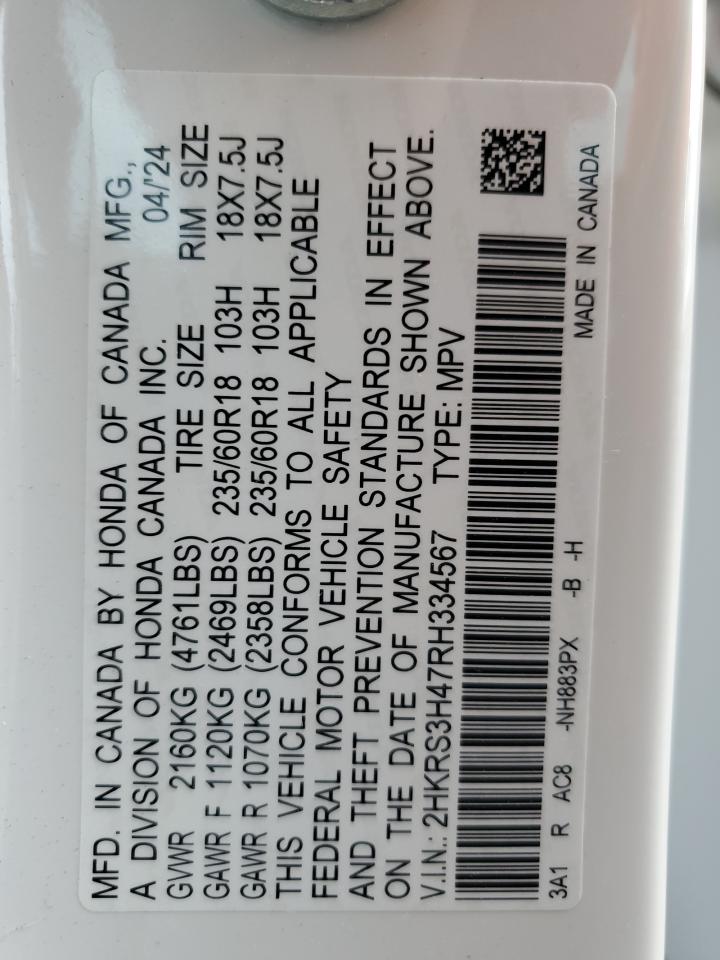 MFD. IN CANADA BY HONDA OF CANADA MFG.,
A DIVISION OF HONDA CANADA INC. 04/'24
GVWR 2160KG (4761LBS) TIRE SIZE RIM SIZE
GAWR F 1120KG (2469LBS) 235/60R18 103H 18X7.5J
GAWR R 1070KG (2358LBS) 235/60R18 103H 18X7.5J
THIS VEHICLE CONFORMS TO ALL APPLICABLE
FEDERAL MOTOR VEHICLE SAFETY
AND THEFT PREVENTION STANDARDS IN EFFECT
ON THE DATE OF MANUFACTURE SHOWN ABOVE.
V.I.N.: 2HKRS3H47RH334567 TYPE: MPV
3A1 R AC8 -NH883PX -B -H
MADE IN CANADA